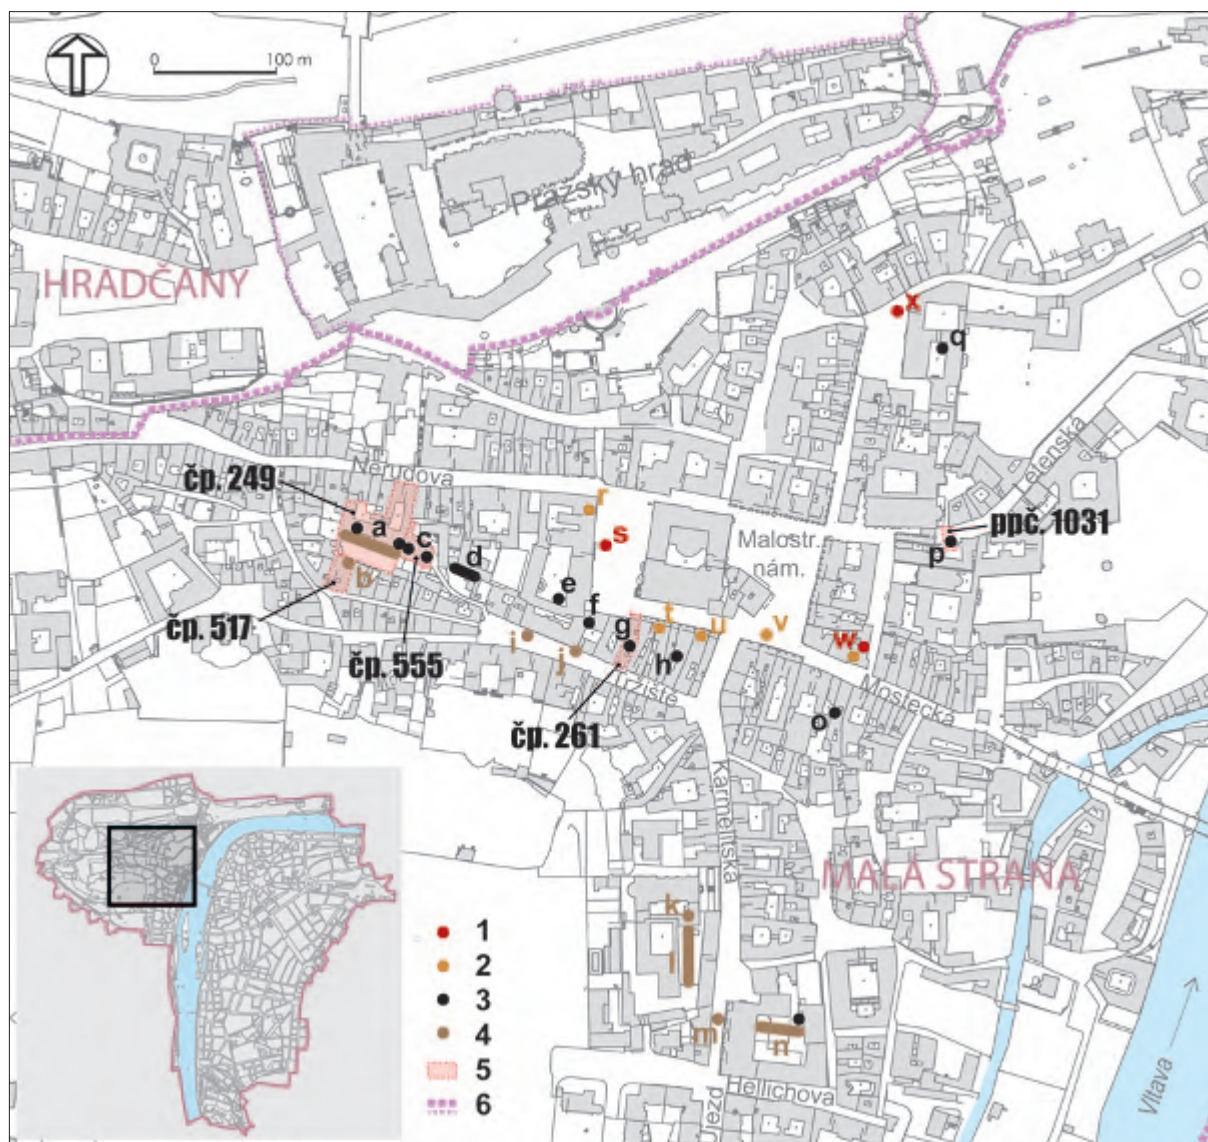 0 100 m
Pražský hrad
HRADČANY
x
q
Nerudova
Jelenská
čp. 249
r
ppč. 1031
a
s
Malostr.
nám.
c
p
d
b
e
f
t
v
g
u
w
čp. 517
i
čp. 555
j
h
Tržiště
Mostecká
o
čp. 261
Karmelitská
MALÁ STRANA
k
1
l
2
3
m
n
4
5
Hellichova
Újezd
6
Vltava